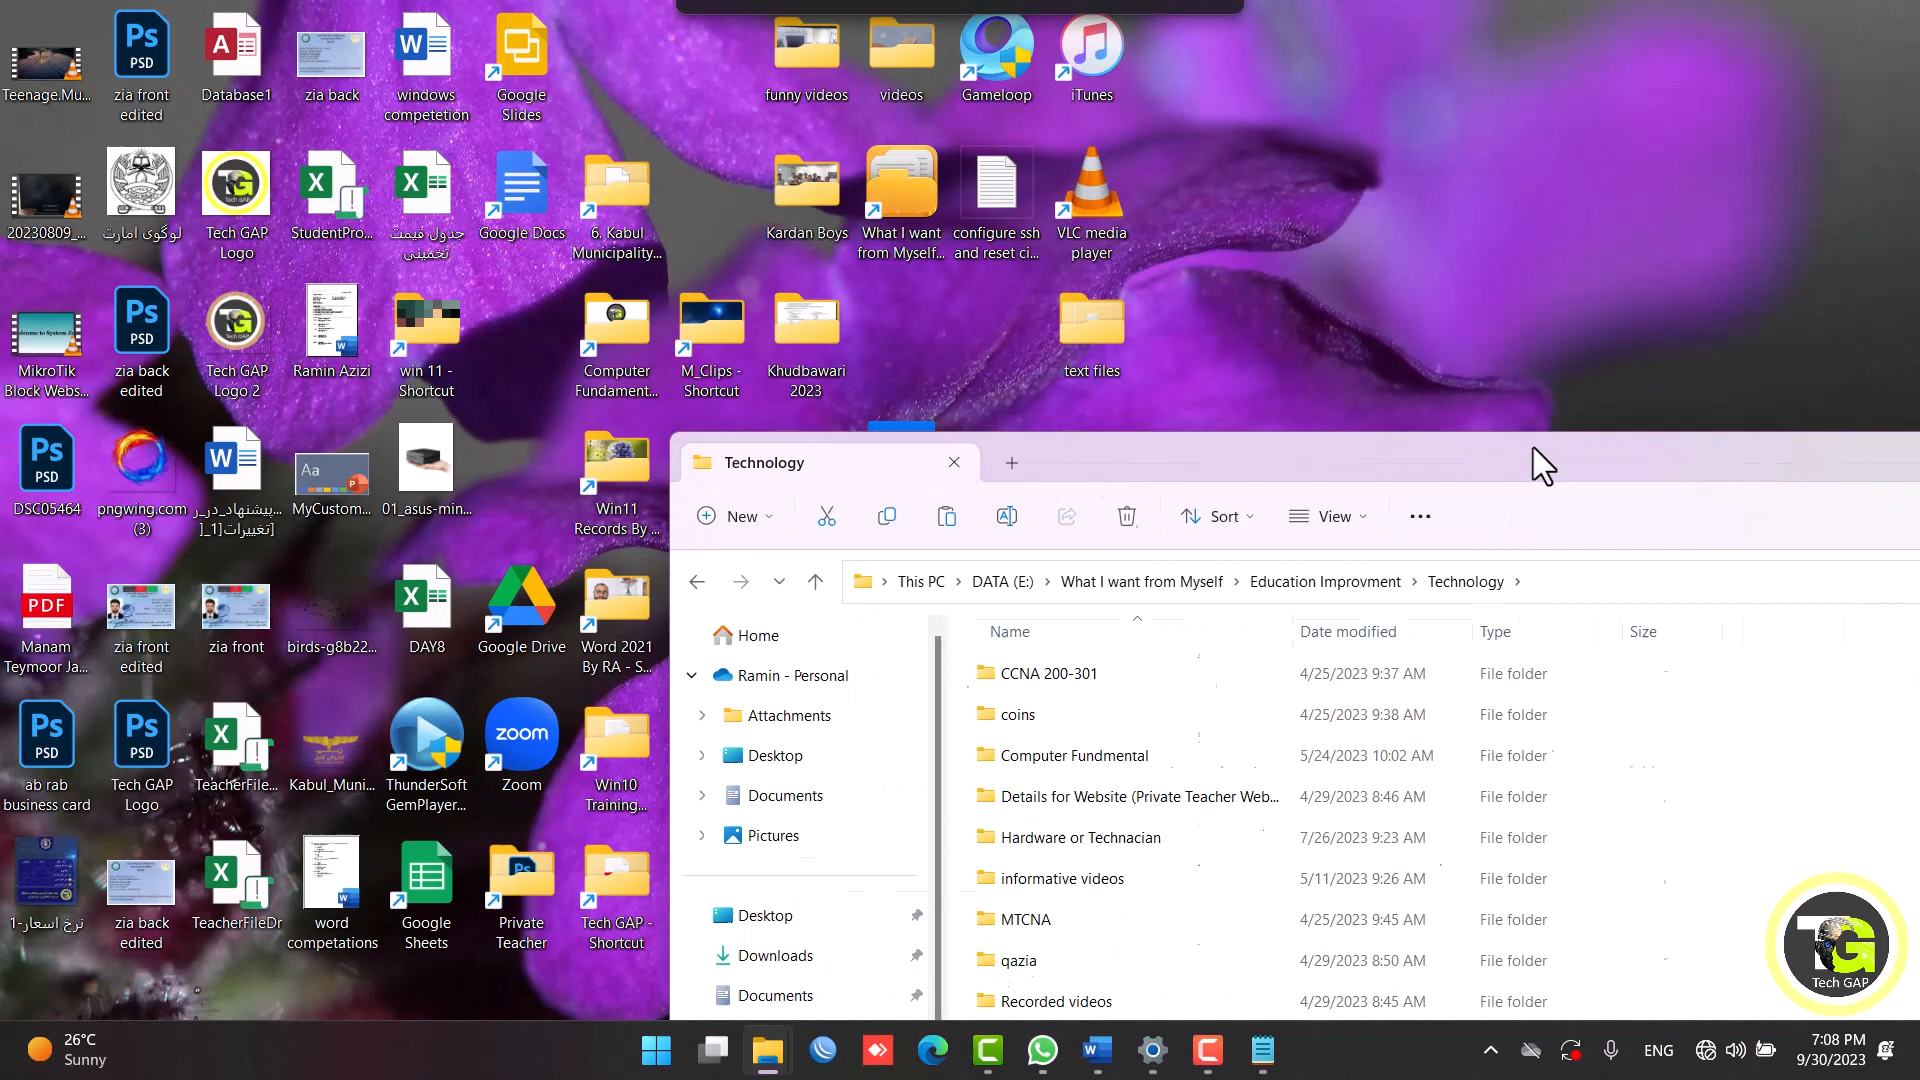 Teenage.Mu...
zia front
edited
Database1
zia back
windows
competetion
Google
Slides
funny videos
videos
Gameloop
iTunes
20230809_...
لوگوی امارت
Tech GAP
Logo
StudentPro...
جدول قیمت
تخمینی
Google Docs
6. Kabul
Municipality...
Kardan Boys
What I want
from Myself...
configure ssh
and reset ci...
VLC media
player
MikroTik
Block Webs...
zia back
edited
Tech GAP
Logo 2
Ramin Azizi
win 11 -
Shortcut
Computer
Fundament...
M_Clips -
Shortcut
Khudbawari
2023
text files
DSC05464
pngwing.com
(3)
پیشنهاد_در_ر...
MyCustom...
01_asus-min...
Win11
Records By ...
Manam
Teymoor Ja...
zia front
edited
zia front
birds-g8b22...
DAY8
Google Drive
Word 2021
By RA - S...
ab rab
business card
Tech GAP
Logo
TeacherFile...
Kabul_Muni...
ThunderSoft
GemPlayer...
Zoom
Win10
Training...
نرخ اسعار-1
zia back
edited
TeacherFileDr
word
competations
Google
Sheets
Private
Teacher
Tech GAP -
Shortcut
Technology
New
Sort
View
This PC > DATA (E:) > What I want from Myself > Education Improvment > Technology >
Name Date modified Type Size
Home
Ramin - Personal
Attachments
Desktop
Documents
Pictures
Desktop
Downloads
Documents
CCNA 200-301 4/25/2023 9:37 AM File folder
coins 4/25/2023 9:38 AM File folder
Computer Fundmental 5/24/2023 10:02 AM File folder
Details for Website (Private Teacher Web... 4/29/2023 8:46 AM File folder
Hardware or Technacian 7/26/2023 9:23 AM File folder
informative videos 5/11/2023 9:26 AM File folder
MTCNA 4/25/2023 9:45 AM File folder
qazia 4/29/2023 8:50 AM File folder
Recorded videos 4/29/2023 8:45 AM File folder
TG
Tech GAP
26°C
Sunny
ENG
7:08 PM
9/30/2023